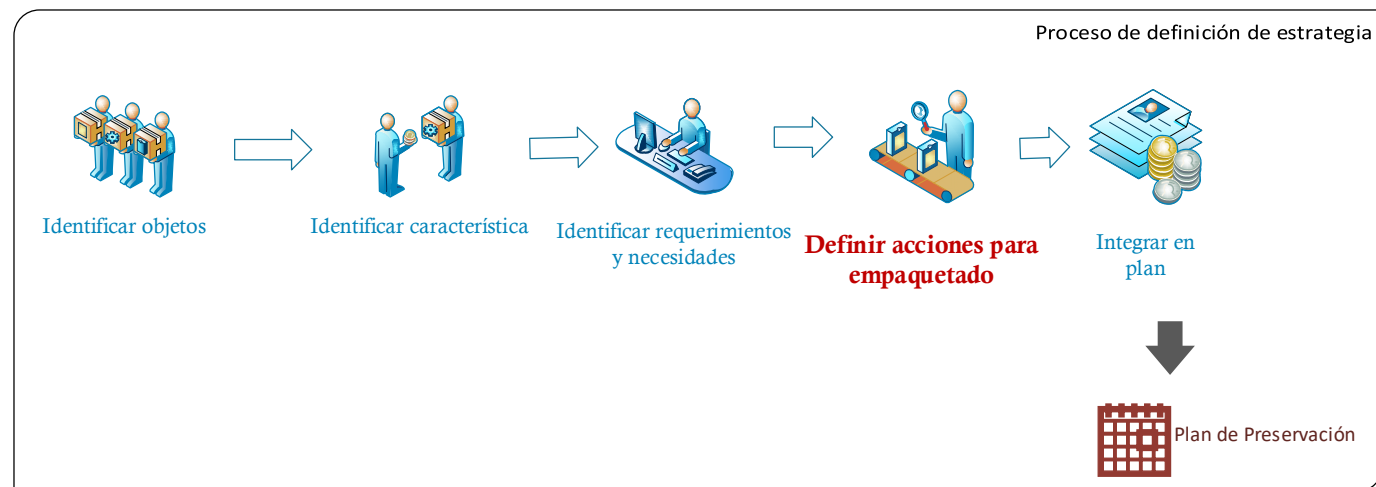 Proceso de definición de estrategia
Identificar objetos
Identificar característica
Identificar requerimientos
y necesidades
Definir acciones para
empaquetado
Integrar en
plan
Plan de Preservación